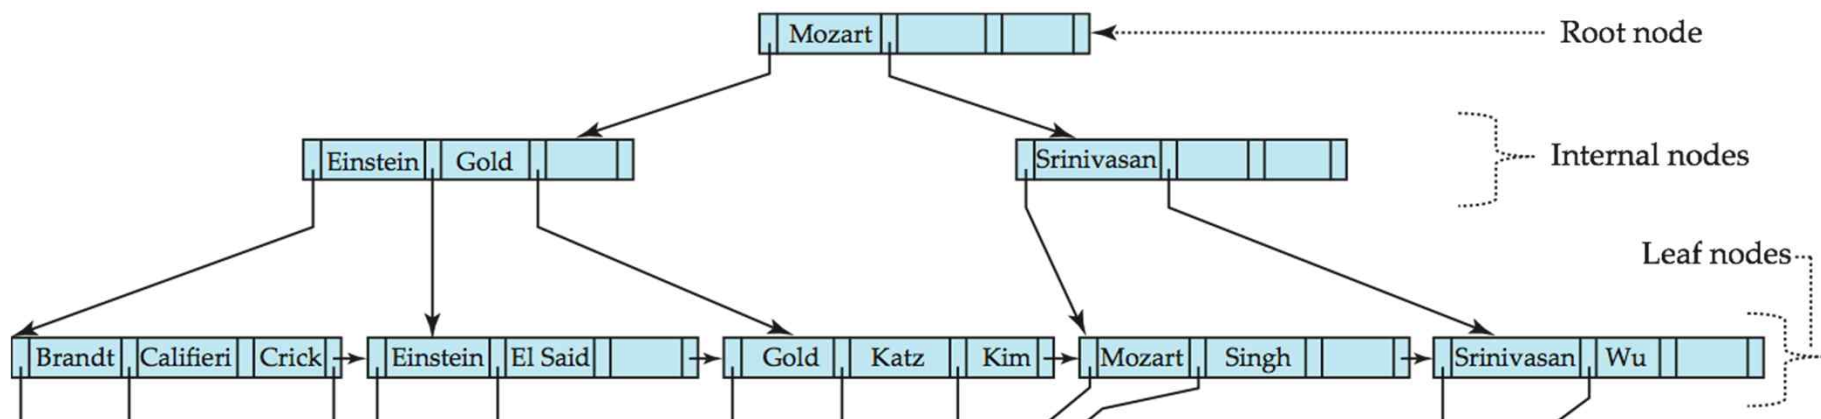 Mozart
Root node
Einstein Gold
Srinivasan
Internal nodes
Leaf nodes
Brandt Califieri Crick
Einstein El Said
Gold Katz Kim
Mozart Singh
Srinivasan Wu